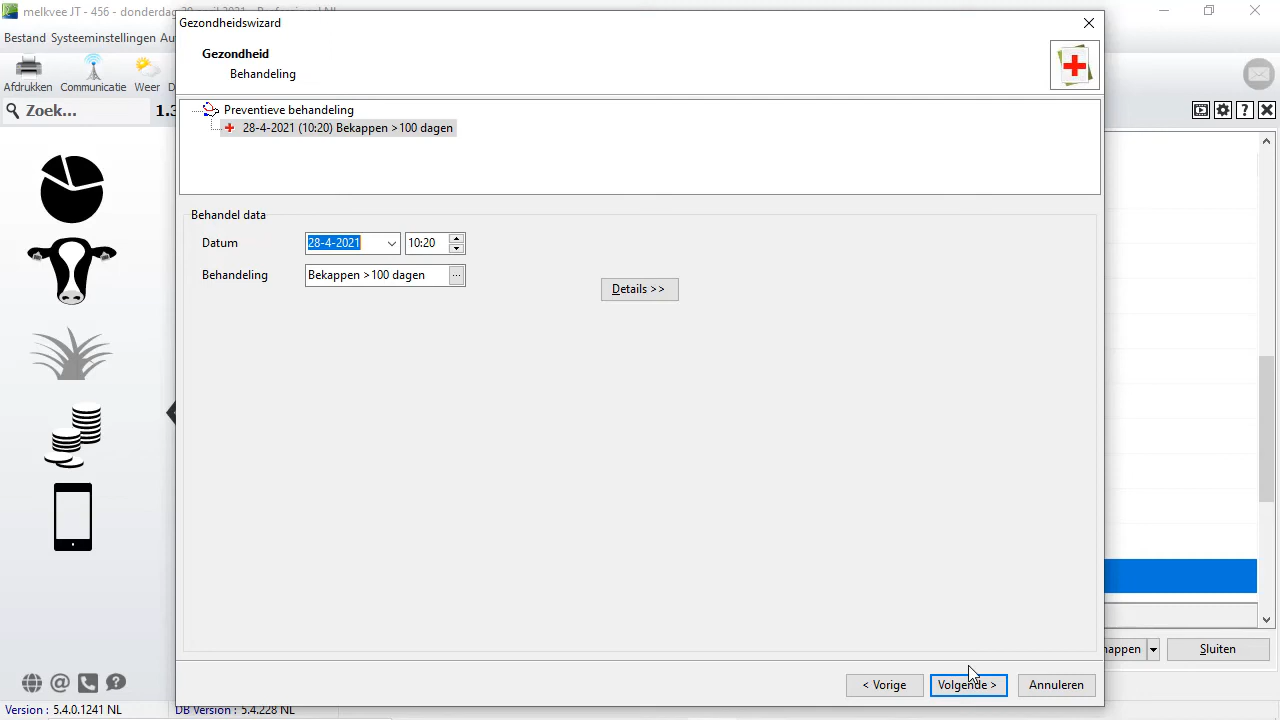 melkvee JT - 456 - donderdag
Gezondheidswizard
Bestand Systeeminstellingen
Gezondheid
Behandeling
Afdrukken Communicatie Weer
Zoek...
Preventieve behandeling
28-4-2021 (10:20) Bekappen >100 dagen
Behandel data
Datum 28-4-2021 10:20
Behandeling Bekappen >100 dagen ...
Details >>
Sluiten
< Vorige Volgende > Annuleren
Version : 5.4.0.1241 NL DB Version : 5.4.228 NL